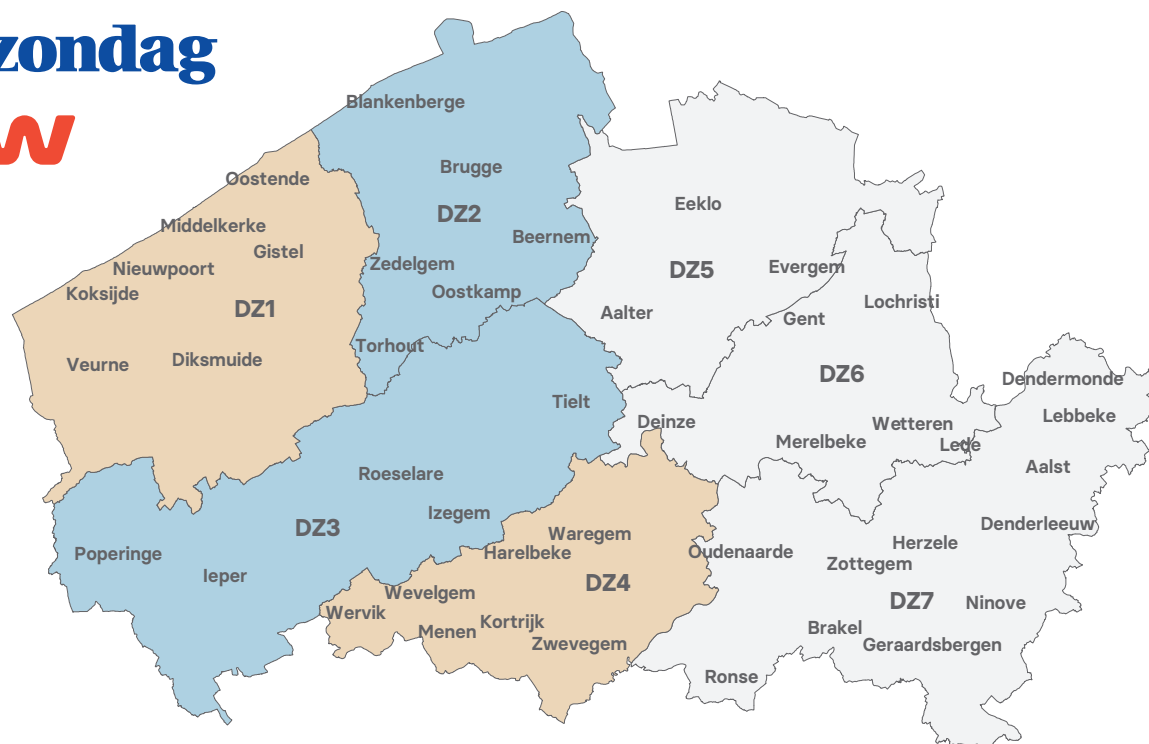 zondag
w
Blankenberge
Brugge
Oostende
DZ2
Eeklo
Middelkerke
Beernem
Gistel
Zedelgem
Nieuwpoort
DZ5
Evergem
Koksijde
Oostkamp
Lochristi
DZ1
Aalter
Gent
Torhout
Veurne
Diksmuide
DZ6
Dendermonde
Tielt
Lebbeke
Deinze
Wetteren
Merelbeke
Lede
Aalst
Roeselare
Izegem
DZ3
Denderleeuw
Waregem
Herzele
Poperinge
Harelbeke
Oudenaarde
Zottegem
Ieper
DZ4
Wevelgem
DZ7
Ninove
Wervik
Kortrijk
Menen
Brakel
Zwevegem
Geraardsbergen
Ronse